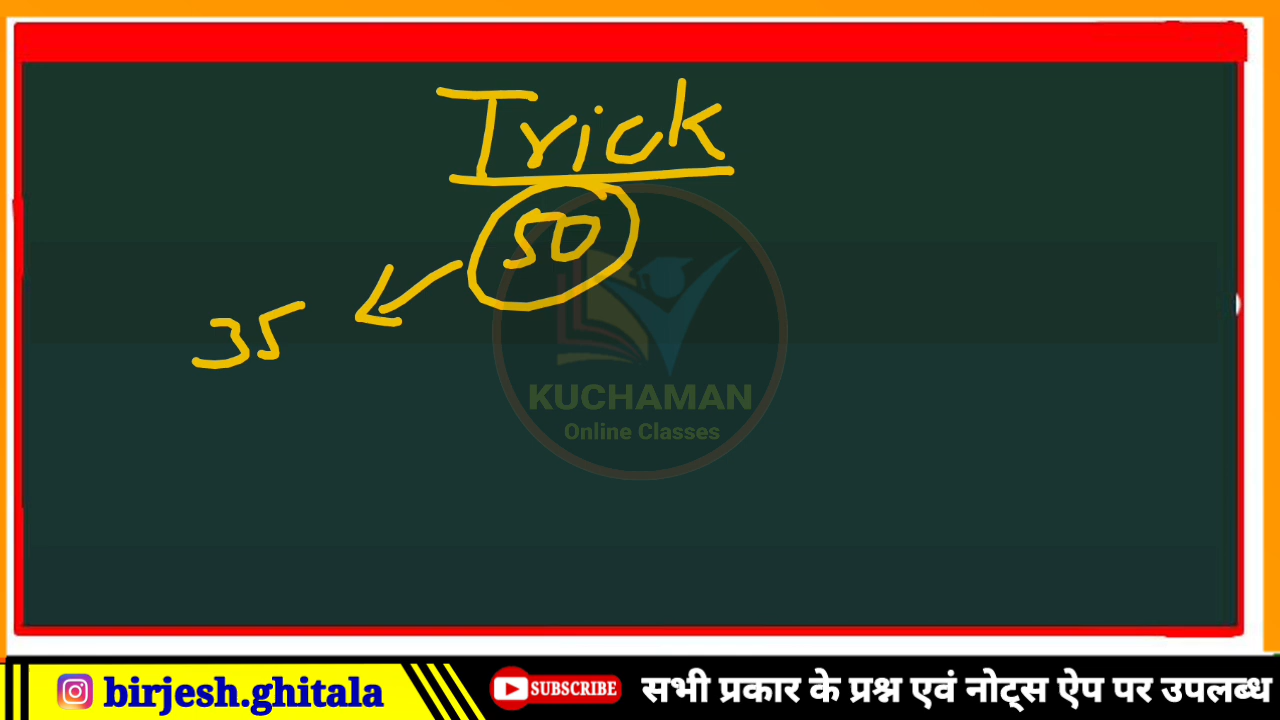 Trick
50
35
KUCHAMAN
Online Classes
birjesh.ghitala
SUBSCRIBE
सभी प्रकार के प्रश्न एवं नोट्स ऐप पर उपलब्ध